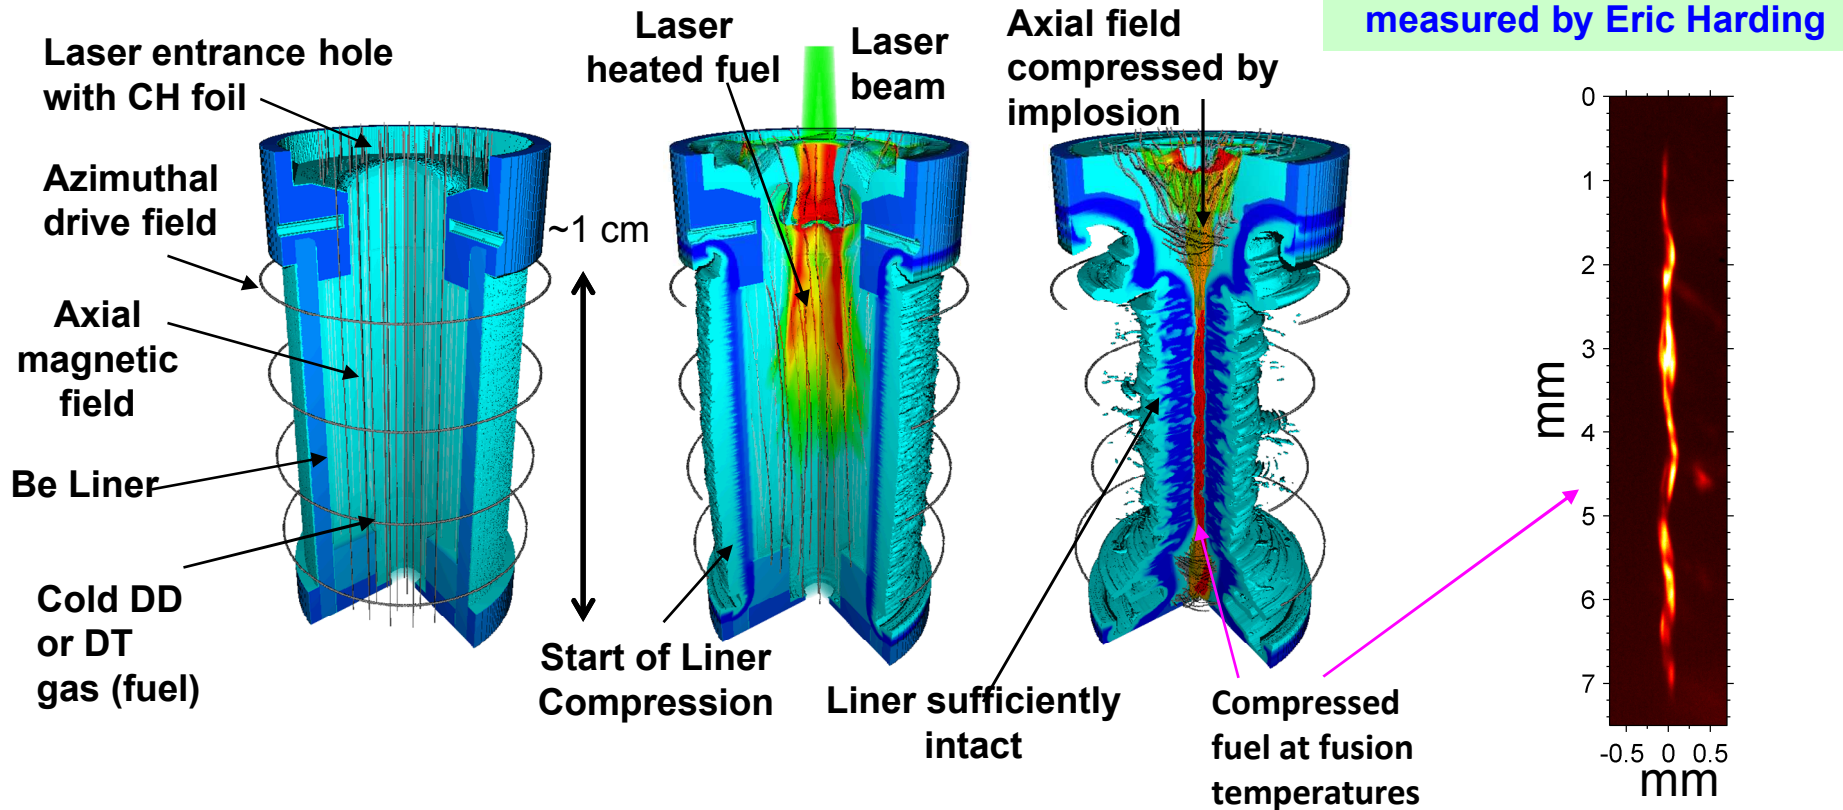 measured by Eric Harding
Laser entrance hole
with CH foil
Azimuthal
drive field
Axial
magnetic
field
Be Liner
Cold DD
or DT
gas (fuel)
~1 cm
Laser
heated fuel
Laser
beam
Start of Liner
Compression
Axial field
compressed by
implosion
Liner sufficiently
intact
Compressed
fuel at fusion
temperatures
mm
0
1
2
3
4
5
6
7
-0.5 0 0.5
mm